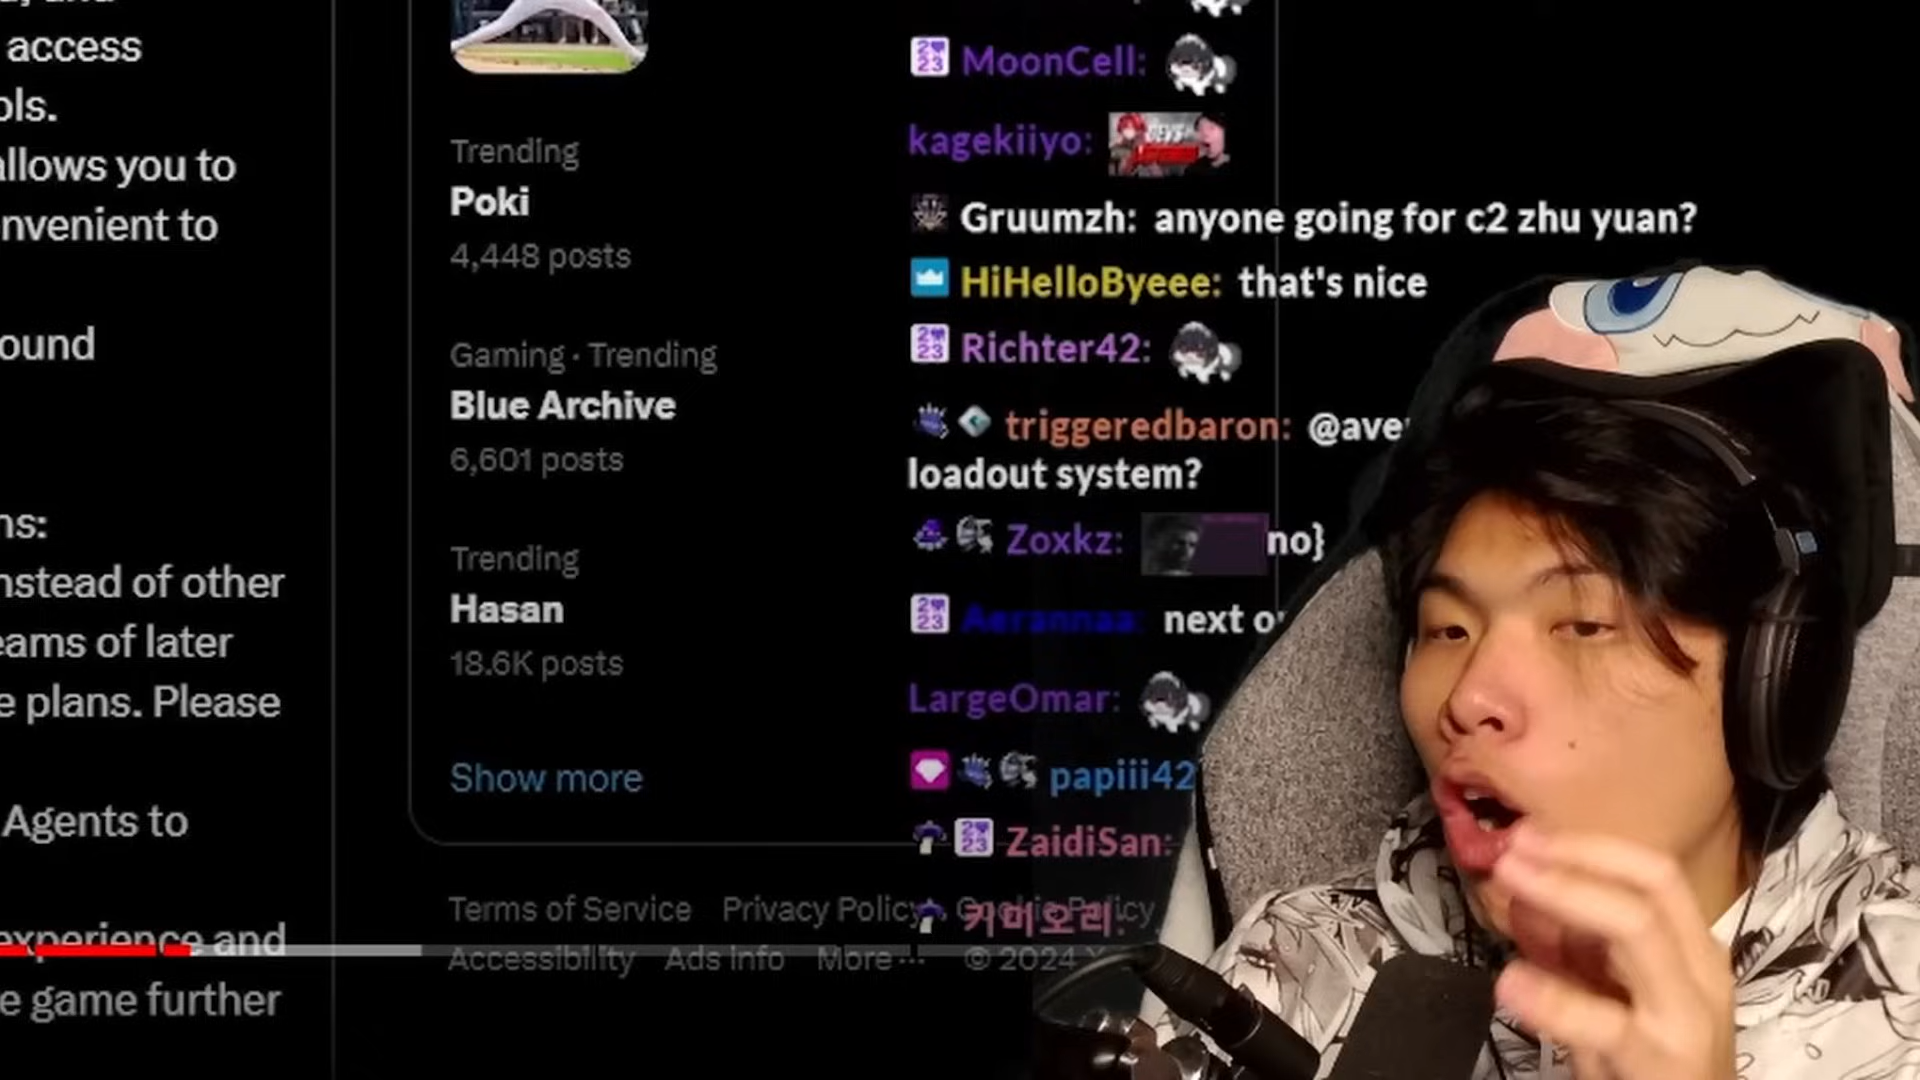 access
ols.
allows you to
nvenient to
ound
ns:
nstead of other
eams of later
e plans. Please
Agents to
experience and
e game further
Trending
Poki
4,448 posts
Gaming · Trending
Blue Archive
6,601 posts
Trending
Hasan
18.6K posts
Show more
Terms of Service Privacy Policy Cookie Policy
Accessibility Ads info More ··· © 2024 X
MoonCell:
kagekiiyo:
Gruumzh: anyone going for c2 zhu yuan?
HiHelloByeee: that's nice
Richter42:
triggeredbaron: @ave
loadout system?
Zoxkz: no}
Aerannaa: next o
LargeOmar:
papiii42
ZaidiSan:
커미오리: